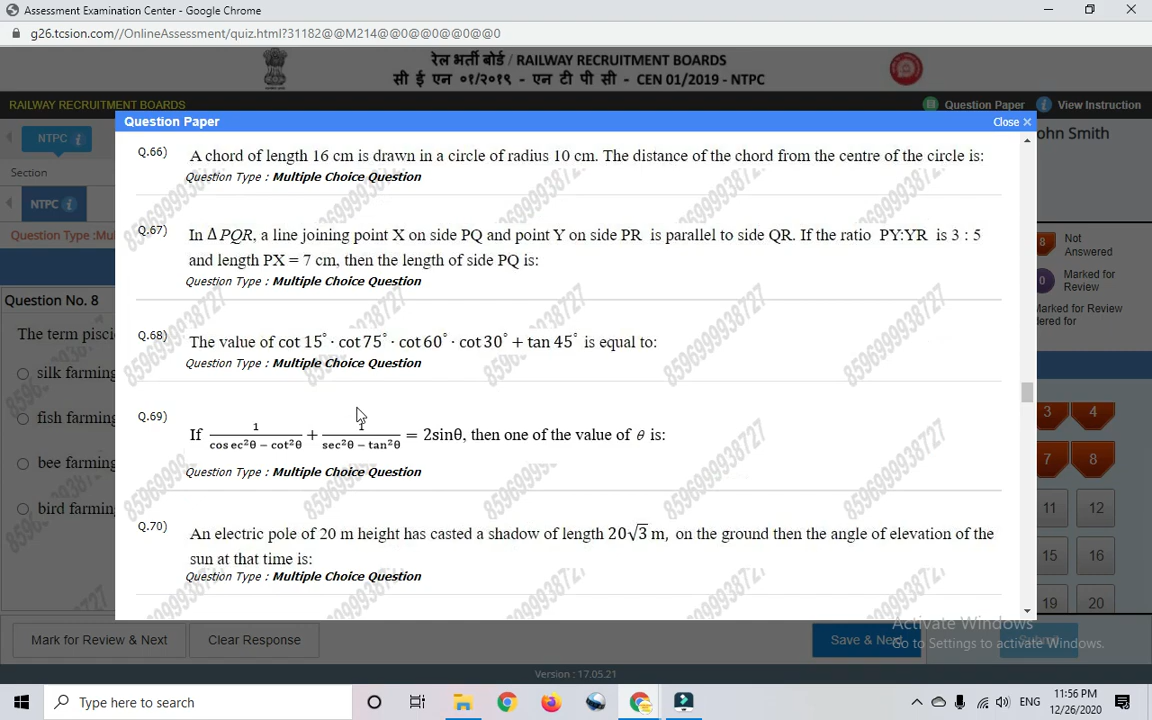 Assessment Examination Center - Google Chrome
g26.tcsion.com//OnlineAssessment/quiz.html?31182@@M214@@0@@0@@0@@0
रेल भर्ती बोर्ड / RAILWAY RECRUITMENT BOARDS
सी ई एन ०१/२०१९ - एन टी पी सी - CEN 01/2019 - NTPC
RAILWAY RECRUITMENT BOARDS
Question Paper
View Instruction
Question Paper
Close ×
NTPC i
John Smith
Section
NTPC i
Question Type :
Q.66) A chord of length 16 cm is drawn in a circle of radius 10 cm. The distance of the chord from the centre of the circle is:
Question Type : Multiple Choice Question
Q.67) In Δ PQR, a line joining point X on side PQ and point Y on side PR is parallel to side QR. If the ratio PY:YR is 3 : 5
and length PX = 7 cm, then the length of side PQ is:
Question Type : Multiple Choice Question
Q.68) The value of cot 15° · cot 75° · cot 60° · cot 30° + tan 45° is equal to:
Question Type : Multiple Choice Question
Q.69) If 1/(cosec²θ − cot²θ) + 1/(sec²θ − tan²θ) = 2sinθ, then one of the value of θ is:
Question Type : Multiple Choice Question
Q.70) An electric pole of 20 m height has casted a shadow of length 20√3 m, on the ground then the angle of elevation of the
sun at that time is:
Question Type : Multiple Choice Question
8596999938727
8 Not
Answered
0 Marked for
Review
Marked for Review
Question No. 8
The term
silk farming
fish farming
bee farming
bird farming
3 4
7 8
11 12
15 16
19 20
Mark for Review & Next
Clear Response
Save & Next
Submit
Activate Windows
Go to Settings to activate Windows.
Version : 17.05.21
Type here to search
ENG
11:56 PM
12/26/2020